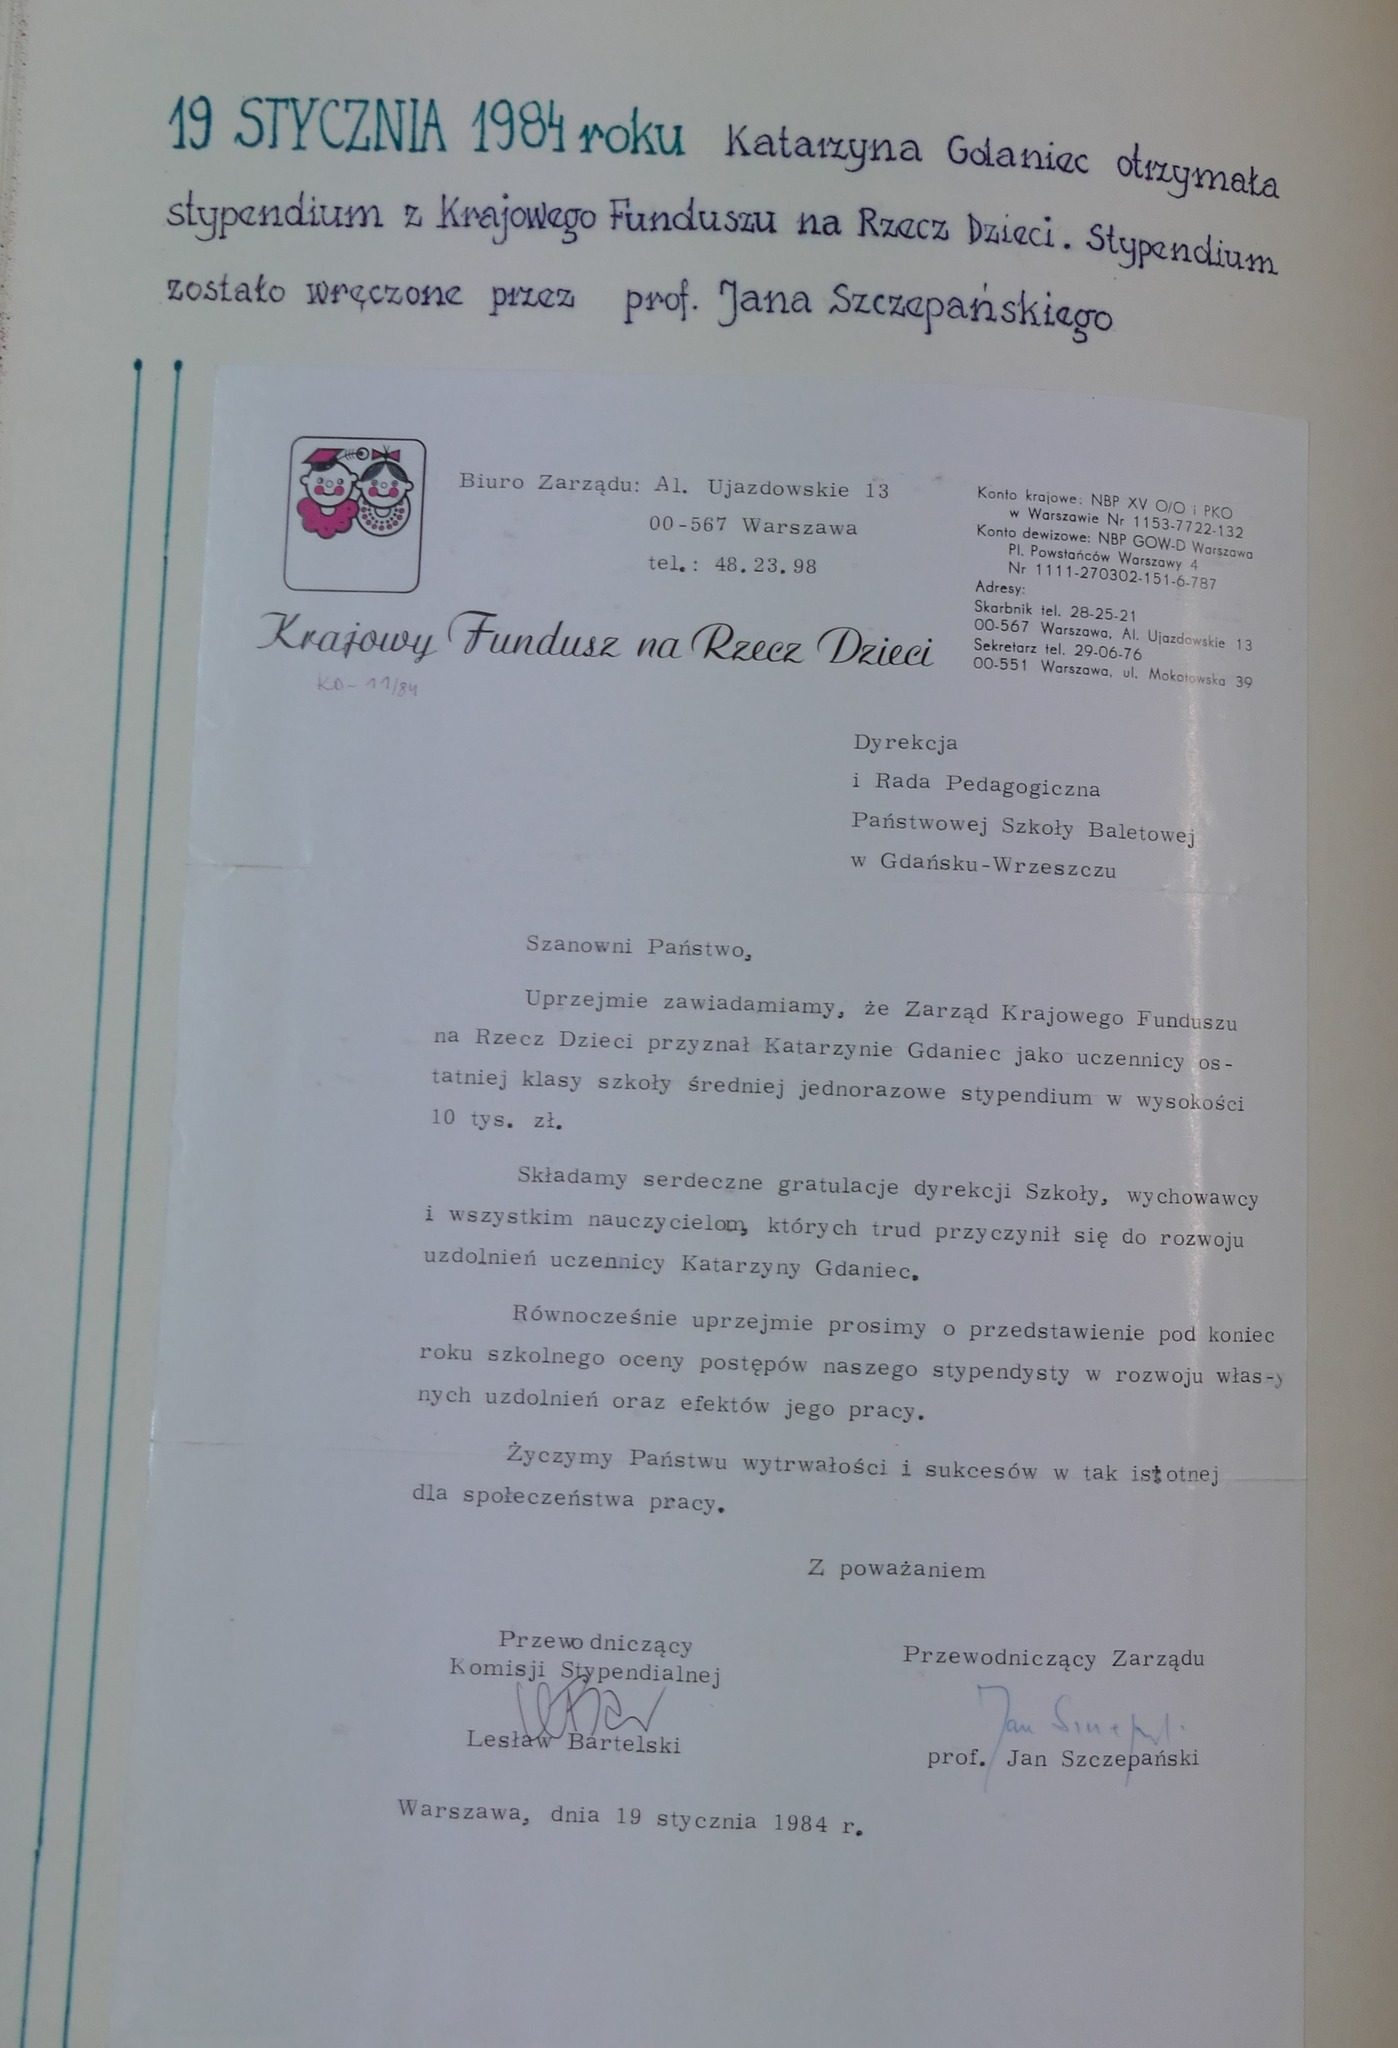 19 STYCZNIA 1984 roku Katarzyna Gdaniec otrzymała
stypendium z Krajowego Funduszu na Rzecz Dzieci. Stypendium
zostało wręczone przez prof. Jana Szczepańskiego
Biuro Zarządu: Al. Ujazdowskie 13
00-567 Warszawa
tel.: 48.23.98
Konto krajowe: NBP XV O/O i PKO
w Warszawie Nr 1153-7722-132
Konto dewizowe: NBP GOW-D Warszawa
Pl. Powstańców Warszawy 4
Nr 1111-270302-151-6-787
Adresy:
Skarbnik tel. 28-25-21
00-567 Warszawa, Al. Ujazdowskie 13
Sekretarz tel. 29-06-76
00-551 Warszawa, ul. Mokotowska 39
Krajowy Fundusz na Rzecz Dzieci
KD-11/84
Dyrekcja
i Rada Pedagogiczna
Państwowej Szkoły Baletowej
w Gdańsku-Wrzeszczu
Szanowni Państwo,
Uprzejmie zawiadamiamy, że Zarząd Krajowego Funduszu
na Rzecz Dzieci przyznał Katarzynie Gdaniec jako uczennicy os-
tatniej klasy szkoły średniej jednorazowe stypendium w wysokości
10 tys. zł.
Składamy serdeczne gratulacje dyrekcji Szkoły, wychowawcy
i wszystkim nauczycielom, których trud przyczynił się do rozwoju
uzdolnień uczennicy Katarzyny Gdaniec.
Równocześnie uprzejmie prosimy o przedstawienie pod koniec
roku szkolnego oceny postępów naszego stypendysty w rozwoju włas-
nych uzdolnień oraz efektów jego pracy.
Życzymy Państwu wytrwałości i sukcesów w tak istotnej
dla społeczeństwa pracy.
Z poważaniem
Przewodniczący
Komisji Stypendialnej
Lesław Bartelski
Przewodniczący Zarządu
Jan Szczepański
prof. Jan Szczepański
Warszawa, dnia 19 stycznia 1984 r.